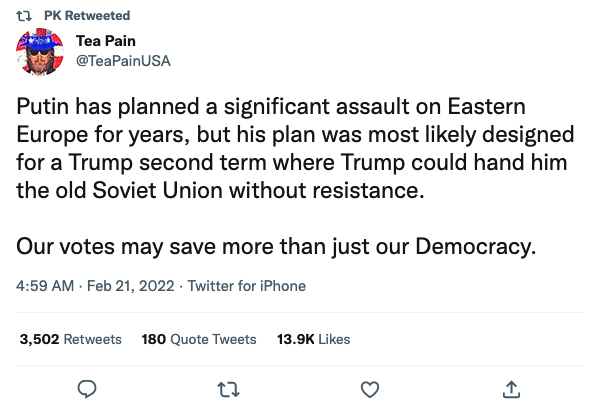 PK Retweeted
Tea Pain
@TeaPainUSA
Putin has planned a significant assault on Eastern
Europe for years, but his plan was most likely designed
for a Trump second term where Trump could hand him
the old Soviet Union without resistance.
Our votes may save more than just our Democracy.
4:59 AM · Feb 21, 2022 · Twitter for iPhone
3,502 Retweets 180 Quote Tweets 13.9K Likes